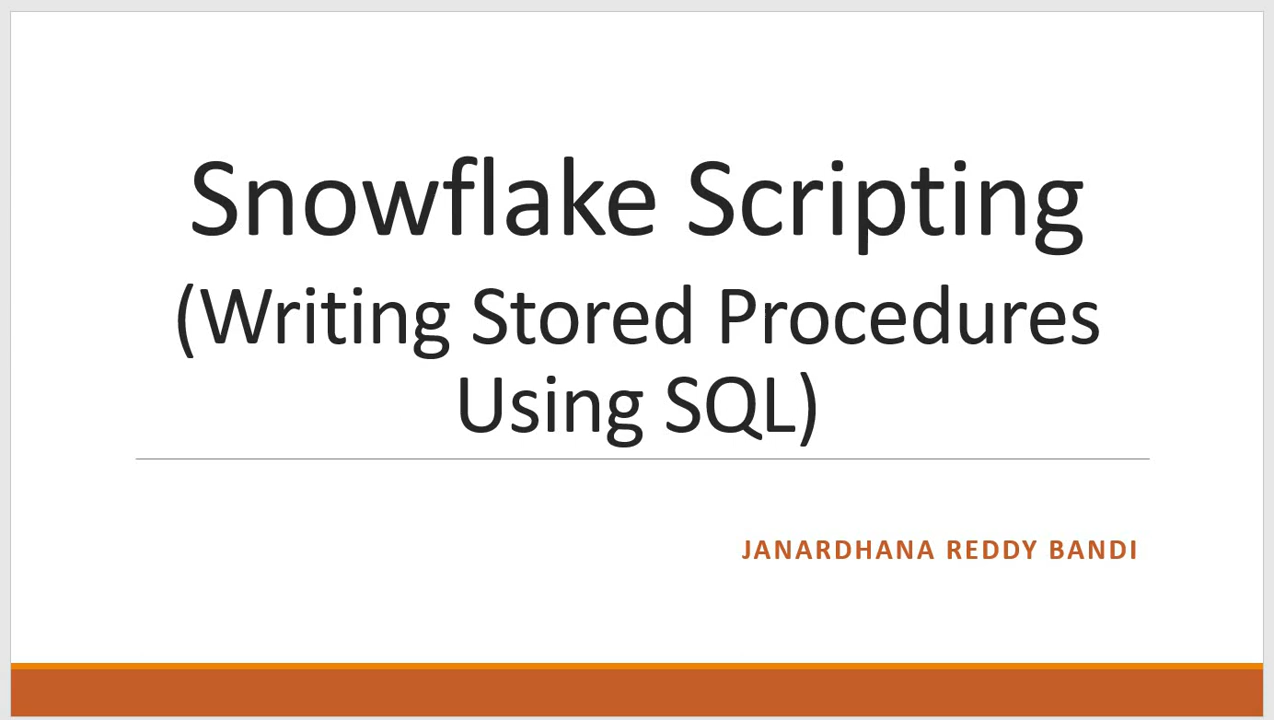 Snowflake Scripting
(Writing Stored Procedures
Using SQL)
JANARDHANA REDDY BANDI